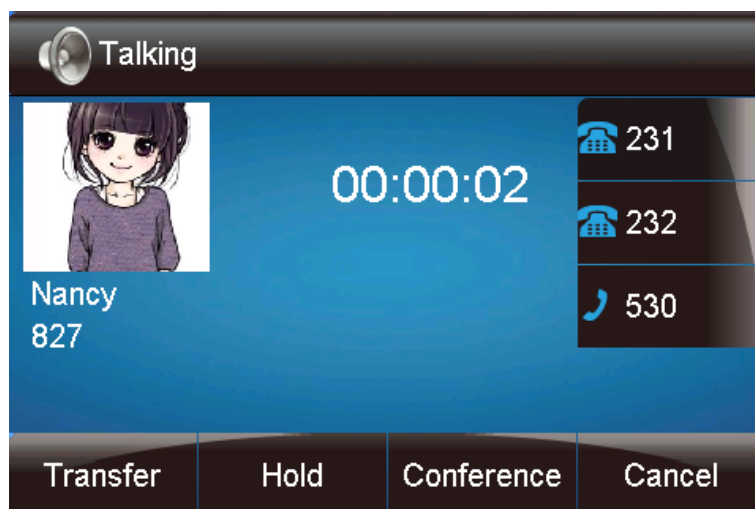 Talking
00:00:02
231
232
530
Nancy
827
Transfer
Hold
Conference
Cancel